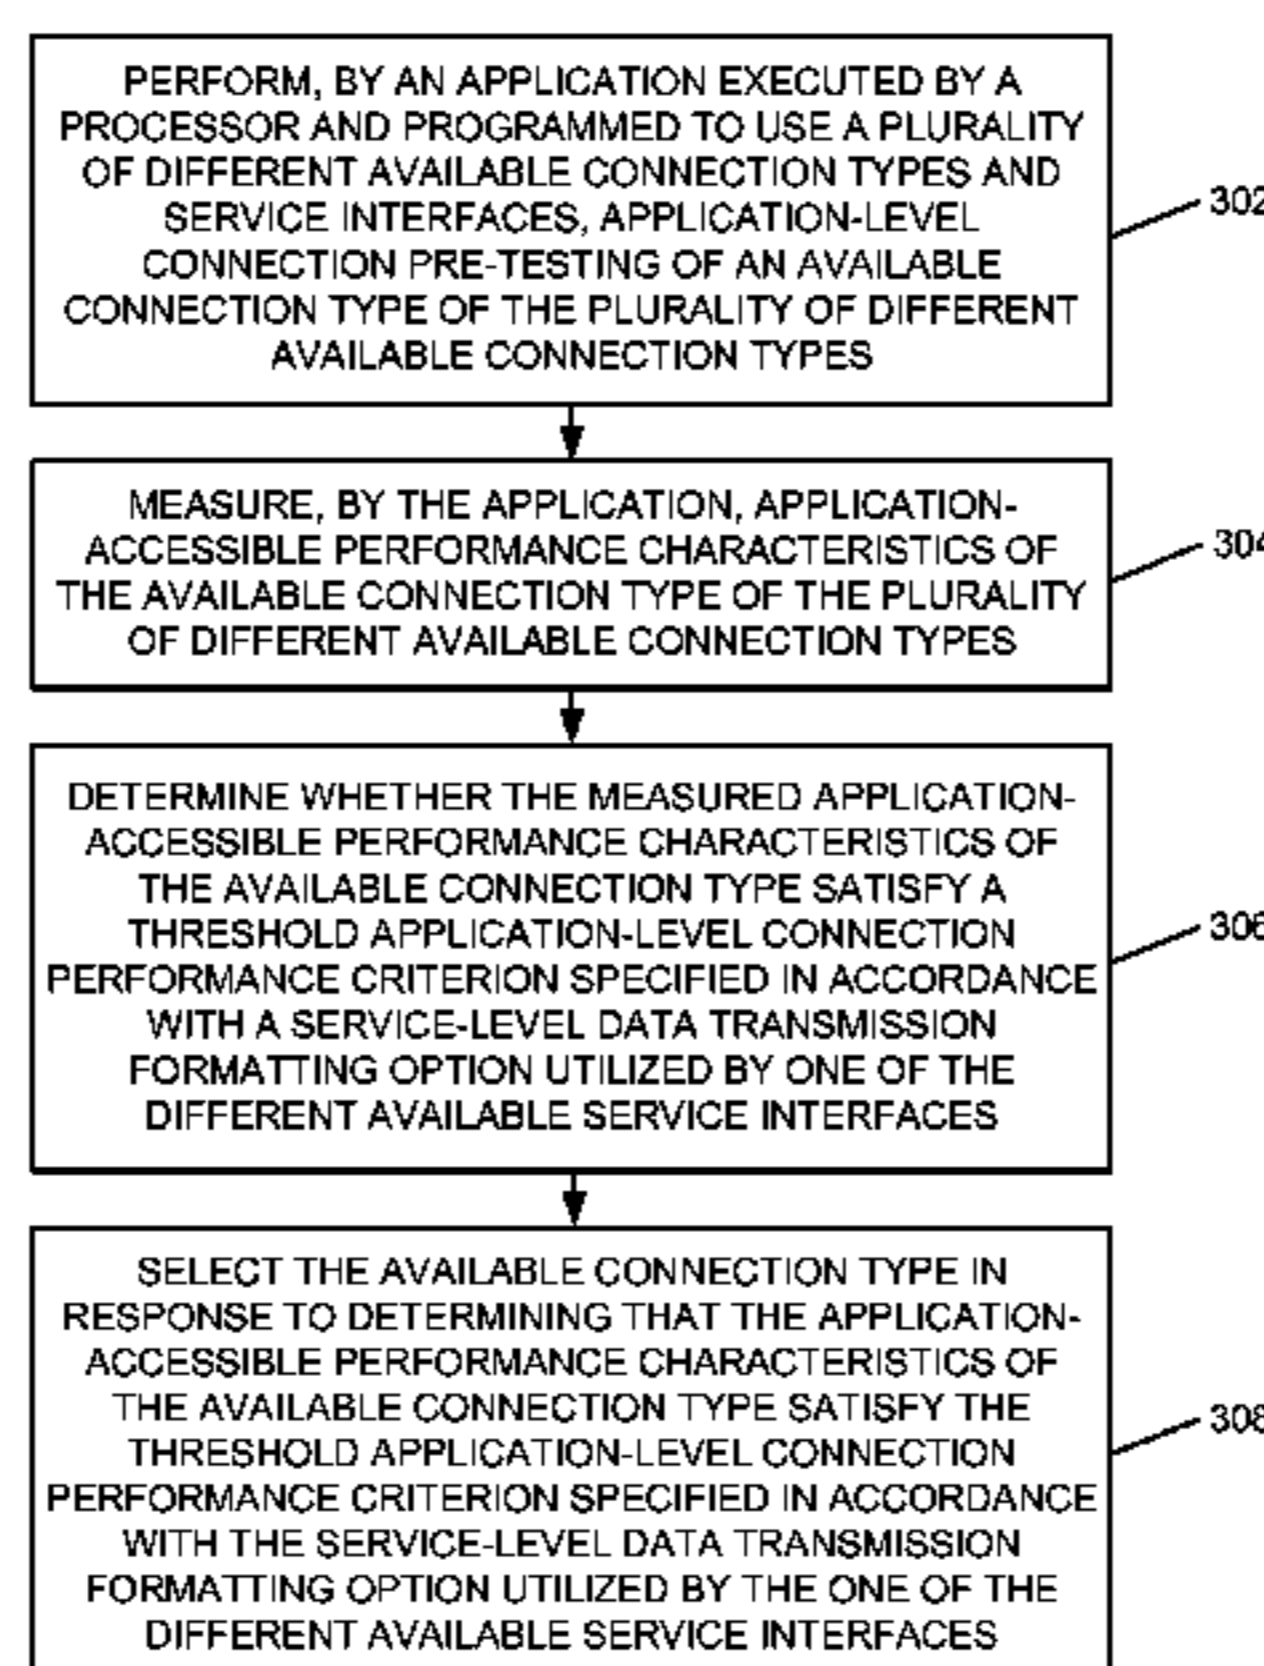 PERFORM, BY AN APPLICATION EXECUTED BY A
PROCESSOR AND PROGRAMMED TO USE A PLURALITY
OF DIFFERENT AVAILABLE CONNECTION TYPES AND
SERVICE INTERFACES, APPLICATION-LEVEL
CONNECTION PRE-TESTING OF AN AVAILABLE
CONNECTION TYPE OF THE PLURALITY OF DIFFERENT
AVAILABLE CONNECTION TYPES
302
MEASURE, BY THE APPLICATION, APPLICATION-
ACCESSIBLE PERFORMANCE CHARACTERISTICS OF
THE AVAILABLE CONNECTION TYPE OF THE PLURALITY
OF DIFFERENT AVAILABLE CONNECTION TYPES
304
DETERMINE WHETHER THE MEASURED APPLICATION-
ACCESSIBLE PERFORMANCE CHARACTERISTICS OF
THE AVAILABLE CONNECTION TYPE SATISFY A
THRESHOLD APPLICATION-LEVEL CONNECTION
PERFORMANCE CRITERION SPECIFIED IN ACCORDANCE
WITH A SERVICE-LEVEL DATA TRANSMISSION
FORMATTING OPTION UTILIZED BY ONE OF THE
DIFFERENT AVAILABLE SERVICE INTERFACES
306
SELECT THE AVAILABLE CONNECTION TYPE IN
RESPONSE TO DETERMINING THAT THE APPLICATION-
ACCESSIBLE PERFORMANCE CHARACTERISTICS OF
THE AVAILABLE CONNECTION TYPE SATISFY THE
THRESHOLD APPLICATION-LEVEL CONNECTION
PERFORMANCE CRITERION SPECIFIED IN ACCORDANCE
WITH THE SERVICE-LEVEL DATA TRANSMISSION
FORMATTING OPTION UTILIZED BY THE ONE OF THE
DIFFERENT AVAILABLE SERVICE INTERFACES
308